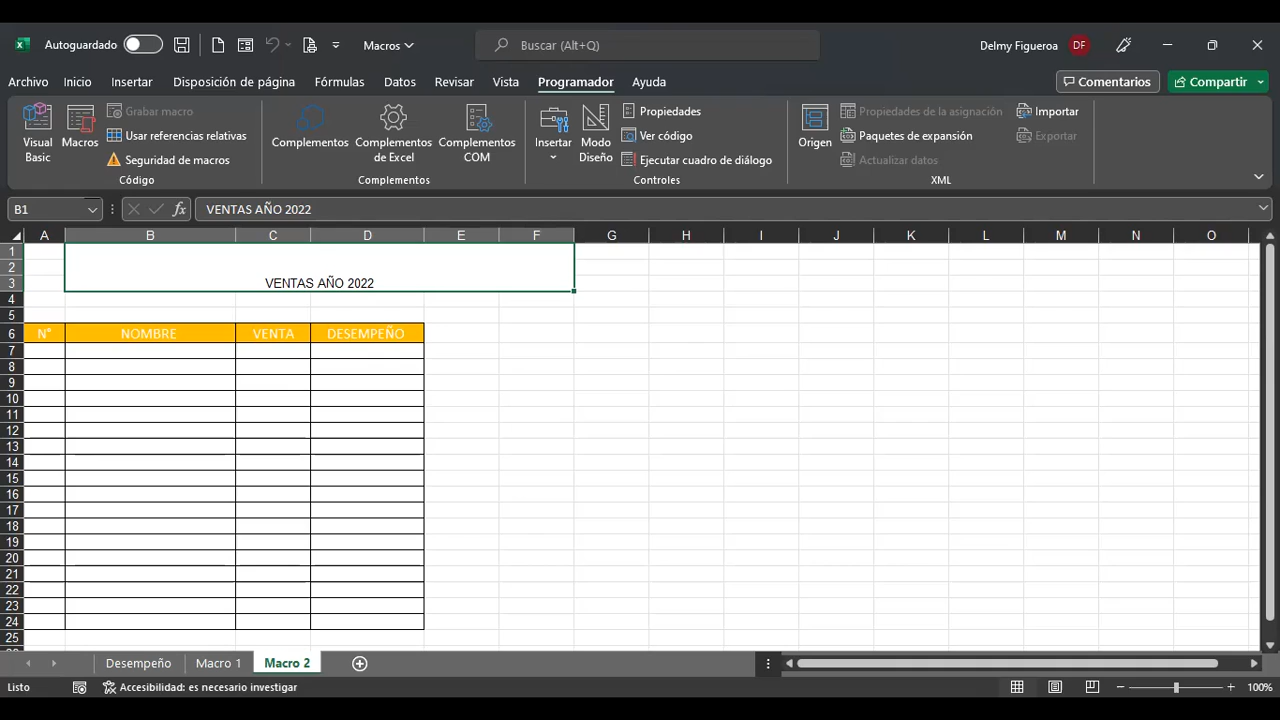 Autoguardado Macros Buscar (Alt+Q) Delmy Figueroa DF
Archivo Inicio Insertar Disposición de página Fórmulas Datos Revisar Vista Programador Ayuda Comentarios Compartir
Visual Basic
Macros
Grabar macro
Usar referencias relativas
Seguridad de macros
Código
Complementos
Complementos de Excel
Complementos COM
Complementos
Insertar
Modo Diseño
Propiedades
Ver código
Ejecutar cuadro de diálogo
Controles
Origen
Propiedades de la asignación
Paquetes de expansión
Actualizar datos
Importar
Exportar
XML
B1 fx VENTAS AÑO 2022
A B C D E F G H I J K L M N O
1
2
3 VENTAS AÑO 2022
4
5
6 N° NOMBRE VENTA DESEMPEÑO
7
8
9
10
11
12
13
14
15
16
17
18
19
20
21
22
23
24
25
Desempeño Macro 1 Macro 2
Listo Accesibilidad: es necesario investigar 100%